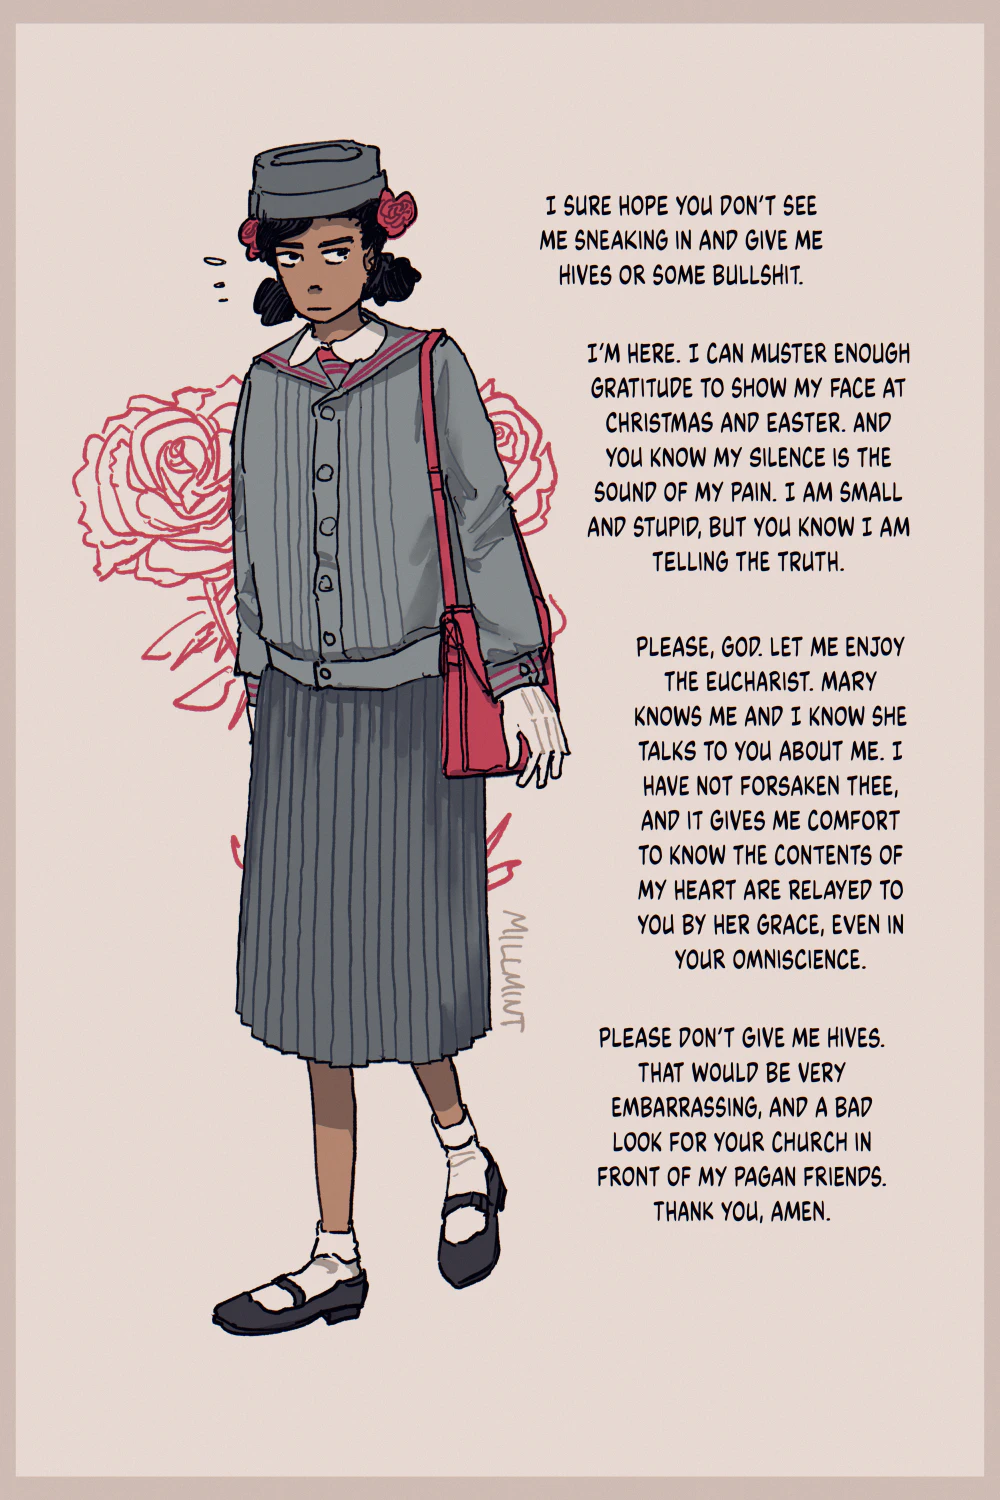 I SURE HOPE YOU DON'T SEE
ME SNEAKING IN AND GIVE ME
HIVES OR SOME BULLSHIT.
I'M HERE. I CAN MUSTER ENOUGH
GRATITUDE TO SHOW MY FACE AT
CHRISTMAS AND EASTER. AND
YOU KNOW MY SILENCE IS THE
SOUND OF MY PAIN. I AM SMALL
AND STUPID, BUT YOU KNOW I AM
TELLING THE TRUTH.
PLEASE, GOD. LET ME ENJOY
THE EUCHARIST. MARY
KNOWS ME AND I KNOW SHE
TALKS TO YOU ABOUT ME. I
HAVE NOT FORSAKEN THEE,
AND IT GIVES ME COMFORT
TO KNOW THE CONTENTS OF
MY HEART ARE RELAYED TO
YOU BY HER GRACE, EVEN IN
YOUR OMNISCIENCE.
PLEASE DON'T GIVE ME HIVES.
THAT WOULD BE VERY
EMBARRASSING, AND A BAD
LOOK FOR YOUR CHURCH IN
FRONT OF MY PAGAN FRIENDS.
THANK YOU, AMEN.
MILLMINT